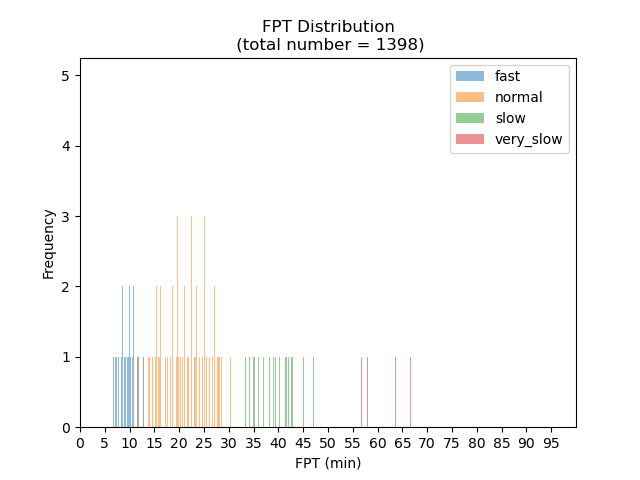 FPT Distribution
(total number = 1398)
fast
normal
slow
very_slow
Frequency
5
4
3
2
1
0
0 5 10 15 20 25 30 35 40 45 50 55 60 65 70 75 80 85 90 95
FPT (min)